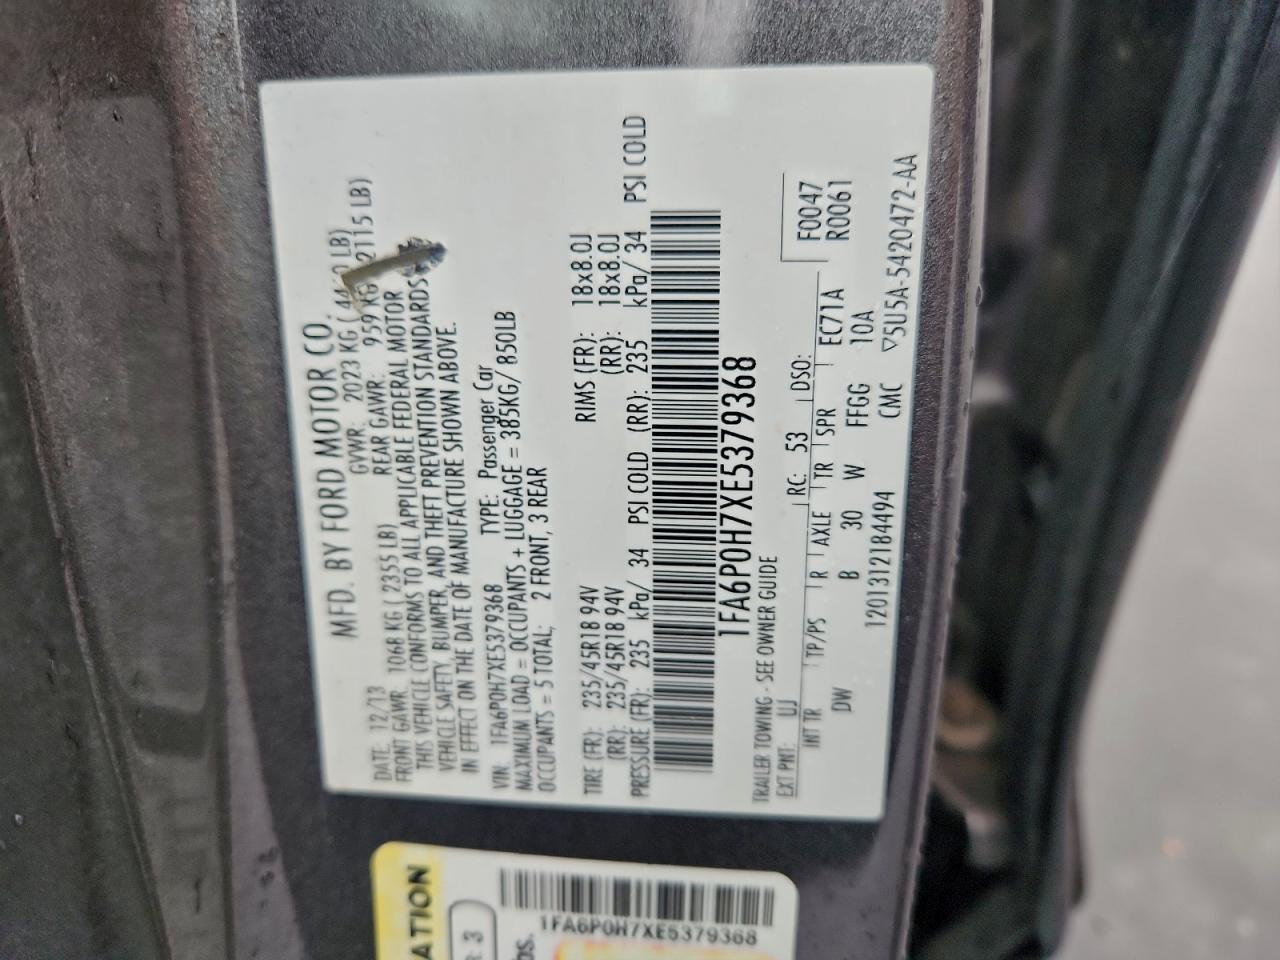 MFD. BY FORD MOTOR CO.
DATE: 12/13 GVWR: 2023 KG ( LB)
FRONT GAWR: 1068 KG ( 2355 LB) REAR GAWR: 959 KG 2115 LB)
THIS VEHICLE CONFORMS TO ALL APPLICABLE FEDERAL MOTOR
VEHICLE SAFETY, BUMPER, AND THEFT PREVENTION STANDARDS
IN EFFECT ON THE DATE OF MANUFACTURE SHOWN ABOVE.
VIN: 1FA6P0H7XE5379368 TYPE: Passenger Car
MAXIMUM LOAD = OCCUPANTS + LUGGAGE = 385KG/ 850LB
OCCUPANTS = 5 TOTAL; 2 FRONT, 3 REAR
TIRE (FR): 235/45R18 94V RIMS (FR): 18x8.0J
(RR): 235/45R18 94V (RR): 18x8.0J
PRESSURE (FR): 235 kPa/ 34 PSI COLD (RR): 235 kPa/ 34 PSI COLD
1FA6P0H7XE5379368
TRAILER TOWING - SEE OWNER GUIDE
EXT PNT: UJ RC: 53 DSO: F0047
INT TR TP/PS R AXLE TR SPR EC71A R0061
DW B 30 W FFGG 10A
1201312184494 CMC ▽5U5A-5420472-AA
ATION
R 3
bs.
1FA6P0H7XE5379368